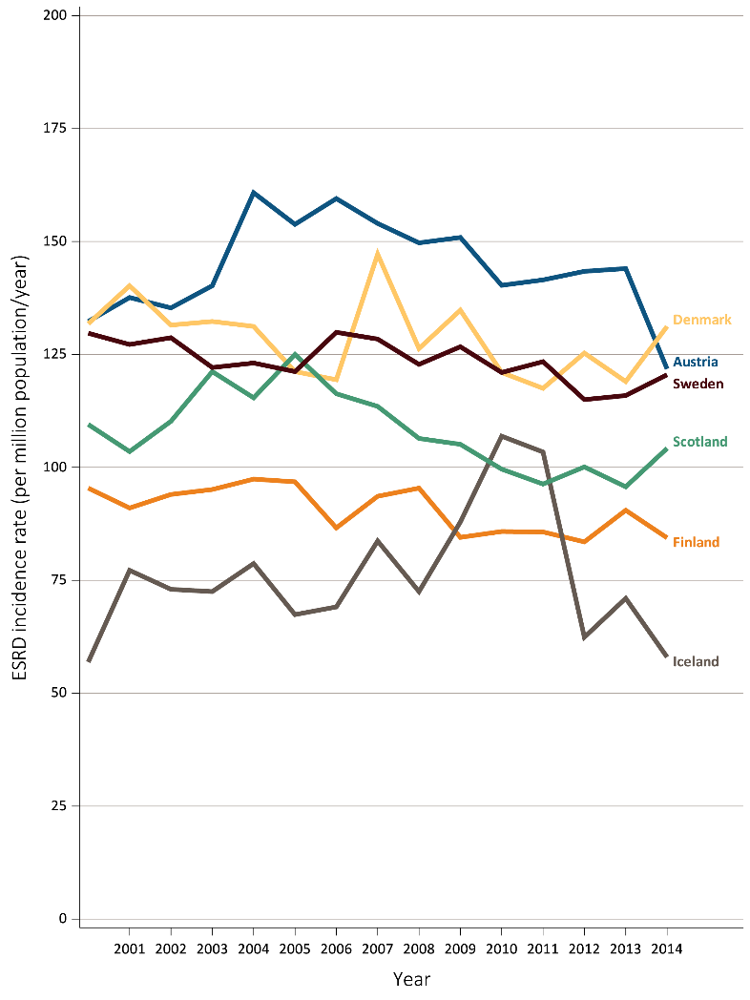 200
175
150
125
100
75
50
25
0
ESRD incidence rate (per million population/year)
Denmark
Austria
Sweden
Scotland
Finland
Iceland
2001 2002 2003 2004 2005 2006 2007 2008 2009 2010 2011 2012 2013 2014
Year